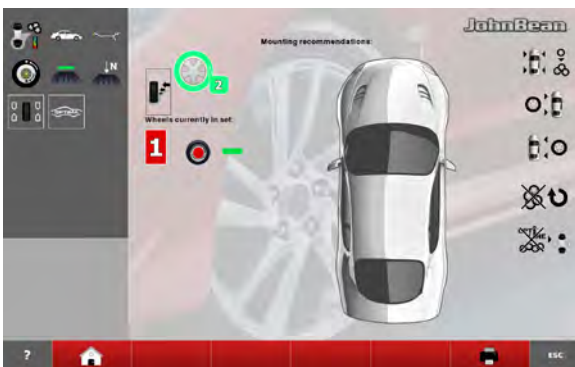 JohnBean
Mounting recommendations:
N
2
Wheels currently in set:
1
? ESC